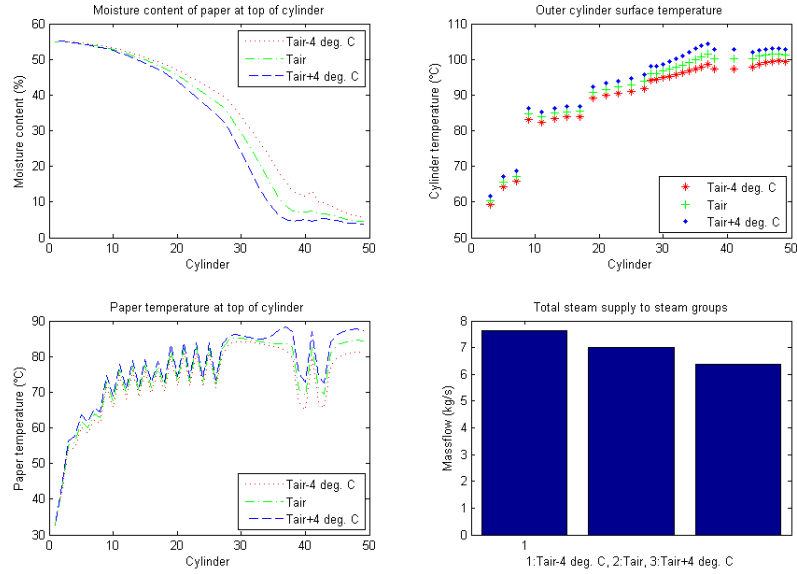 Moisture content of paper at top of cylinder
Moisture content (%)
60
50
40
30
20
10
0
0 10 20 30 40 50
Cylinder
Tair-4 deg. C
Tair
Tair+4 deg. C
Outer cylinder surface temperature
Cylinder temperature (°C)
110
100
90
80
70
60
50
0 10 20 30 40 50
Cylinder
Tair-4 deg. C
Tair
Tair+4 deg. C
Paper temperature at top of cylinder
Paper temperature (°C)
90
80
70
60
50
40
30
0 10 20 30 40 50
Cylinder
Tair-4 deg. C
Tair
Tair+4 deg. C
Total steam supply to steam groups
Massflow (kg/s)
8
7
6
5
4
3
2
1
0
1
1:Tair-4 deg. C, 2:Tair, 3:Tair+4 deg. C